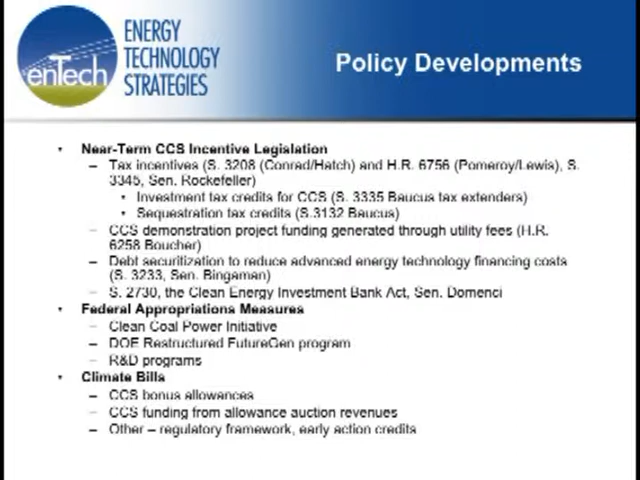 enTech
ENERGY
TECHNOLOGY
STRATEGIES
Policy Developments
• Near-Term CCS Incentive Legislation
– Tax incentives (S. 3208 (Conrad/Hatch) and H.R. 6756 (Pomeroy/Lewis), S.
3345, Sen. Rockefeller)
• Investment tax credits for CCS (S. 3335 Baucus tax extenders)
• Sequestration tax credits (S.3132 Baucus)
– CCS demonstration project funding generated through utility fees (H.R.
6258 Boucher)
– Debt securitization to reduce advanced energy technology financing costs
(S. 3233, Sen. Bingaman)
– S. 2730, the Clean Energy Investment Bank Act, Sen. Domenci
• Federal Appropriations Measures
– Clean Coal Power Initiative
– DOE Restructured FutureGen program
– R&D programs
• Climate Bills
– CCS bonus allowances
– CCS funding from allowance auction revenues
– Other – regulatory framework, early action credits